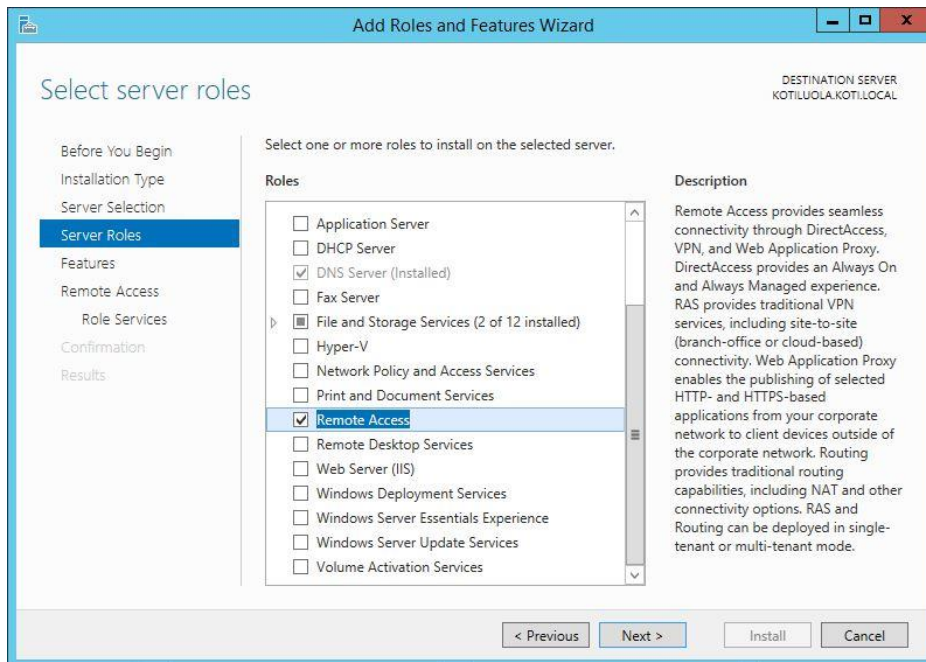 Add Roles and Features Wizard
Select server roles
DESTINATION SERVER
KOTILUOLA.KOTI.LOCAL
Before You Begin
Installation Type
Server Selection
Server Roles
Features
Remote Access
Role Services
Confirmation
Results
Select one or more roles to install on the selected server.
Roles
Application Server
DHCP Server
DNS Server (Installed)
Fax Server
File and Storage Services (2 of 12 installed)
Hyper-V
Network Policy and Access Services
Print and Document Services
Remote Access
Remote Desktop Services
Web Server (IIS)
Windows Deployment Services
Windows Server Essentials Experience
Windows Server Update Services
Volume Activation Services
Description
Remote Access provides seamless
connectivity through DirectAccess,
VPN, and Web Application Proxy.
DirectAccess provides an Always On
and Always Managed experience.
RAS provides traditional VPN
services, including site-to-site
(branch-office or cloud-based)
connectivity. Web Application Proxy
enables the publishing of selected
HTTP- and HTTPS-based
applications from your corporate
network to client devices outside of
the corporate network. Routing
provides traditional routing
capabilities, including NAT and other
connectivity options. RAS and
Routing can be deployed in single-
tenant or multi-tenant mode.
< Previous
Next >
Install
Cancel